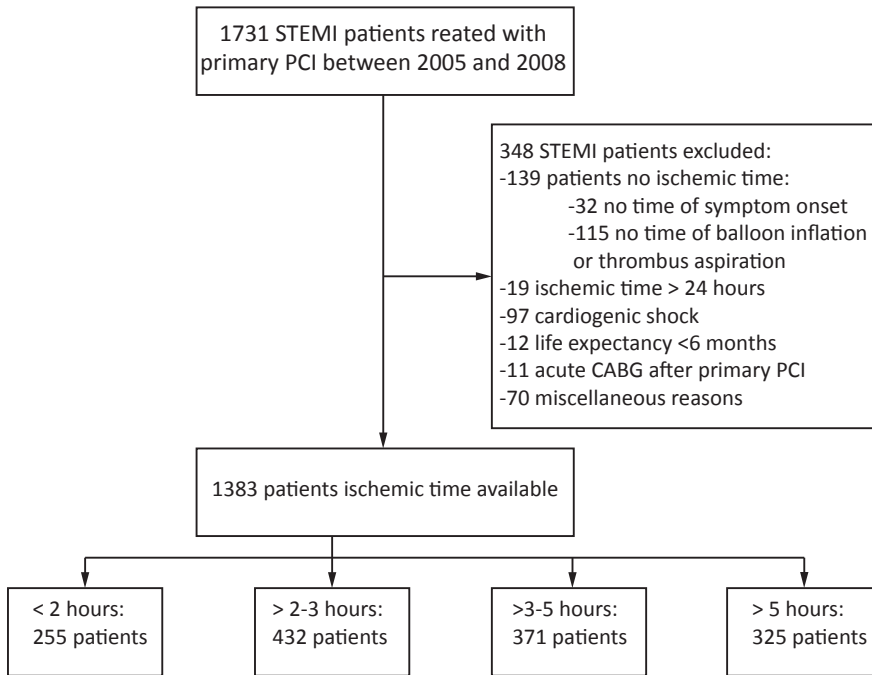 1731 STEMI patients reated with
primary PCI between 2005 and 2008
348 STEMI patients excluded:
-139 patients no ischemic time:
-32 no time of symptom onset
-115 no time of balloon inflation
or thrombus aspiration
-19 ischemic time > 24 hours
-97 cardiogenic shock
-12 life expectancy <6 months
-11 acute CABG after primary PCI
-70 miscellaneous reasons
1383 patients ischemic time available
< 2 hours:
255 patients
> 2-3 hours:
432 patients
>3-5 hours:
371 patients
> 5 hours:
325 patients